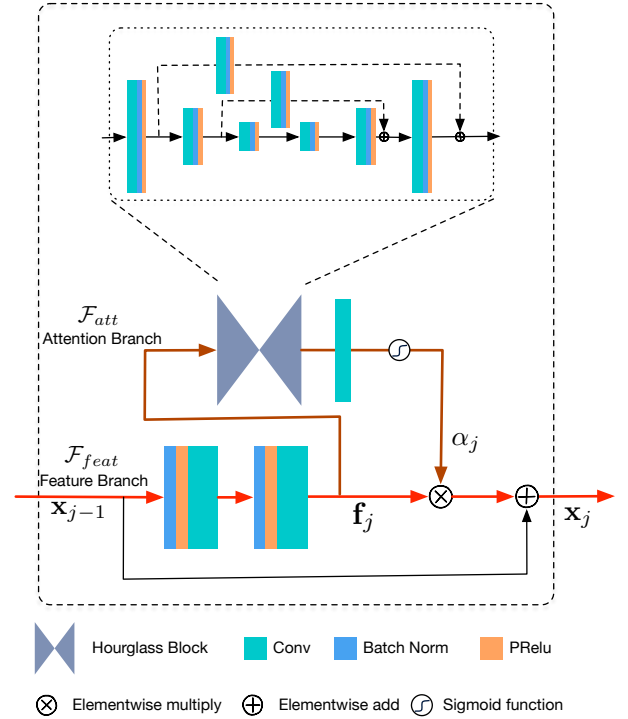 𝓕_att
Attention Branch
α_j
𝓕_feat
Feature Branch
x_{j−1}
f_j
x_j
Hourglass Block
Conv
Batch Norm
PRelu
Elementwise multiply
Elementwise add
Sigmoid function